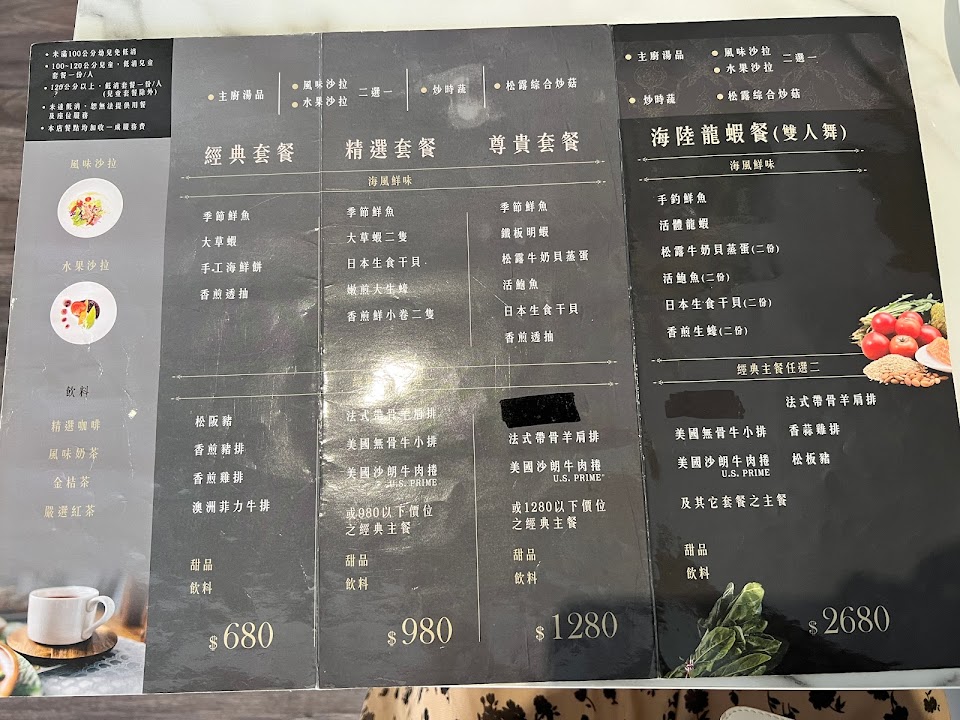 • 未滿100公分幼兒免低消
• 100~120公分兒童,低消兒童
套餐一份/人
• 120公分以上,低消套餐一份/人
(兒童套餐除外)
• 未達低消,恕無法提供用餐
及座位服務
• 本店餐點均加收一成服務費
風味沙拉
水果沙拉
飲料
精選咖啡
風味奶茶
金桔茶
嚴選紅茶
• 主廚湯品
• 風味沙拉
• 水果沙拉
二選一
• 炒時蔬
• 松露綜合炒菇
經典套餐
精選套餐
尊貴套餐
海風鮮味
季節鮮魚
大草蝦
手工海鮮餅
香煎透抽
季節鮮魚
大草蝦二隻
日本生食干貝
嫩煎大生蠔
香煎鮮小卷二隻
季節鮮魚
鐵板明蝦
松露牛奶貝蒸蛋
活鮑魚
日本生食干貝
香煎透抽
松阪豬
香煎豬排
香煎雞排
澳洲菲力牛排
甜品
飲料
$680
法式帶骨羊肩排
美國無骨牛小排
美國沙朗牛肉捲
U.S. PRIME
或980以下價位
之經典主餐
甜品
飲料
$980
法式帶骨羊肩排
美國沙朗牛肉捲
U.S. PRIME
或1280以下價位
之經典主餐
甜品
飲料
$1280
• 主廚湯品
• 風味沙拉
• 水果沙拉
二選一
• 炒時蔬
• 松露綜合炒菇
海陸龍蝦餐(雙人舞)
海風鮮味
手釣鮮魚
活體龍蝦
松露牛奶貝蒸蛋(二份)
活鮑魚(二份)
日本生食干貝(二份)
香煎生蠔(二份)
經典主餐任選二
法式帶骨羊肩排
美國無骨牛小排
香蒜雞排
美國沙朗牛肉捲
U.S. PRIME
松板豬
及其它套餐之主餐
甜品
飲料
$2680